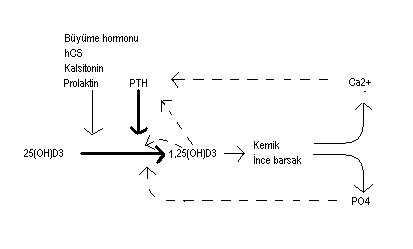 Büyüme hormonu
hCS
Kalsitonin
Prolaktin
PTH
Ca2+
25(OH)D3
1,25(OH)D3
Kemik
İnce barsak
PO4